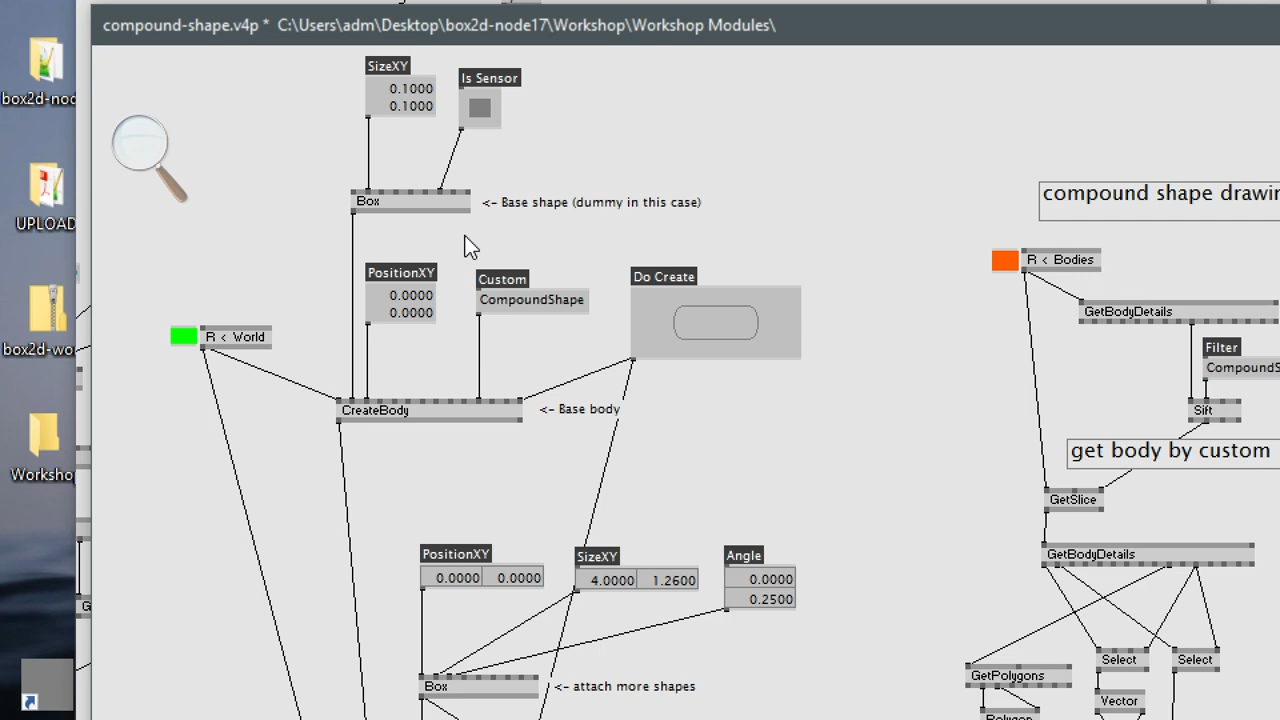 compound-shape.v4p * C:\Users\adm\Desktop\box2d-node17\Workshop\Workshop Modules\
box2d-nod
UPLOAD
box2d-wo
Worksho
SizeXY
0.1000
0.1000
Is Sensor
Box
<- Base shape (dummy in this case)
PositionXY
0.0000
0.0000
Custom
CompoundShape
Do Create
R < World
CreateBody
<- Base body
PositionXY
0.0000 0.0000
SizeXY
4.0000 1.2600
Angle
0.0000
0.2500
Box
<- attach more shapes
compound shape drawin
R < Bodies
GetBodyDetails
Filter
CompoundS
Sift
get body by custom
GetSlice
GetBodyDetails
Select
Select
GetPolygons
Vector
Polygon
G